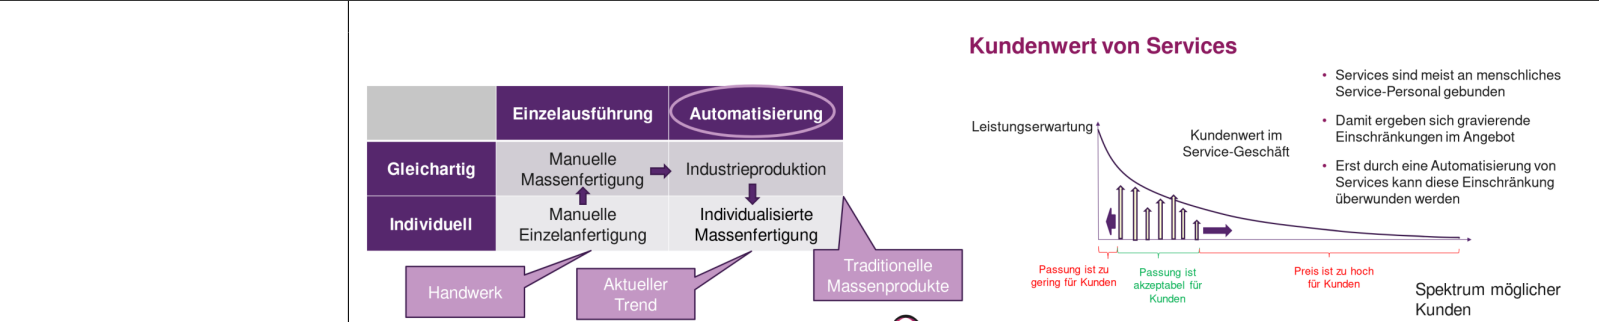 Einzelausführung
Automatisierung
Gleichartig
Manuelle
Massenfertigung
Industrieproduktion
Individuell
Manuelle
Einzelanfertigung
Individualisierte
Massenfertigung
Handwerk
Aktueller
Trend
Traditionelle
Massenprodukte
Kundenwert von Services
Leistungserwartung
Kundenwert im
Service-Geschäft
• Services sind meist an menschliches
Service-Personal gebunden
• Damit ergeben sich gravierende
Einschränkungen im Angebot
• Erst durch eine Automatisierung von
Services kann diese Einschränkung
überwunden werden
Passung ist zu
gering für Kunden
Passung ist
akzeptabel für
Kunden
Preis ist zu hoch
für Kunden
Spektrum möglicher
Kunden